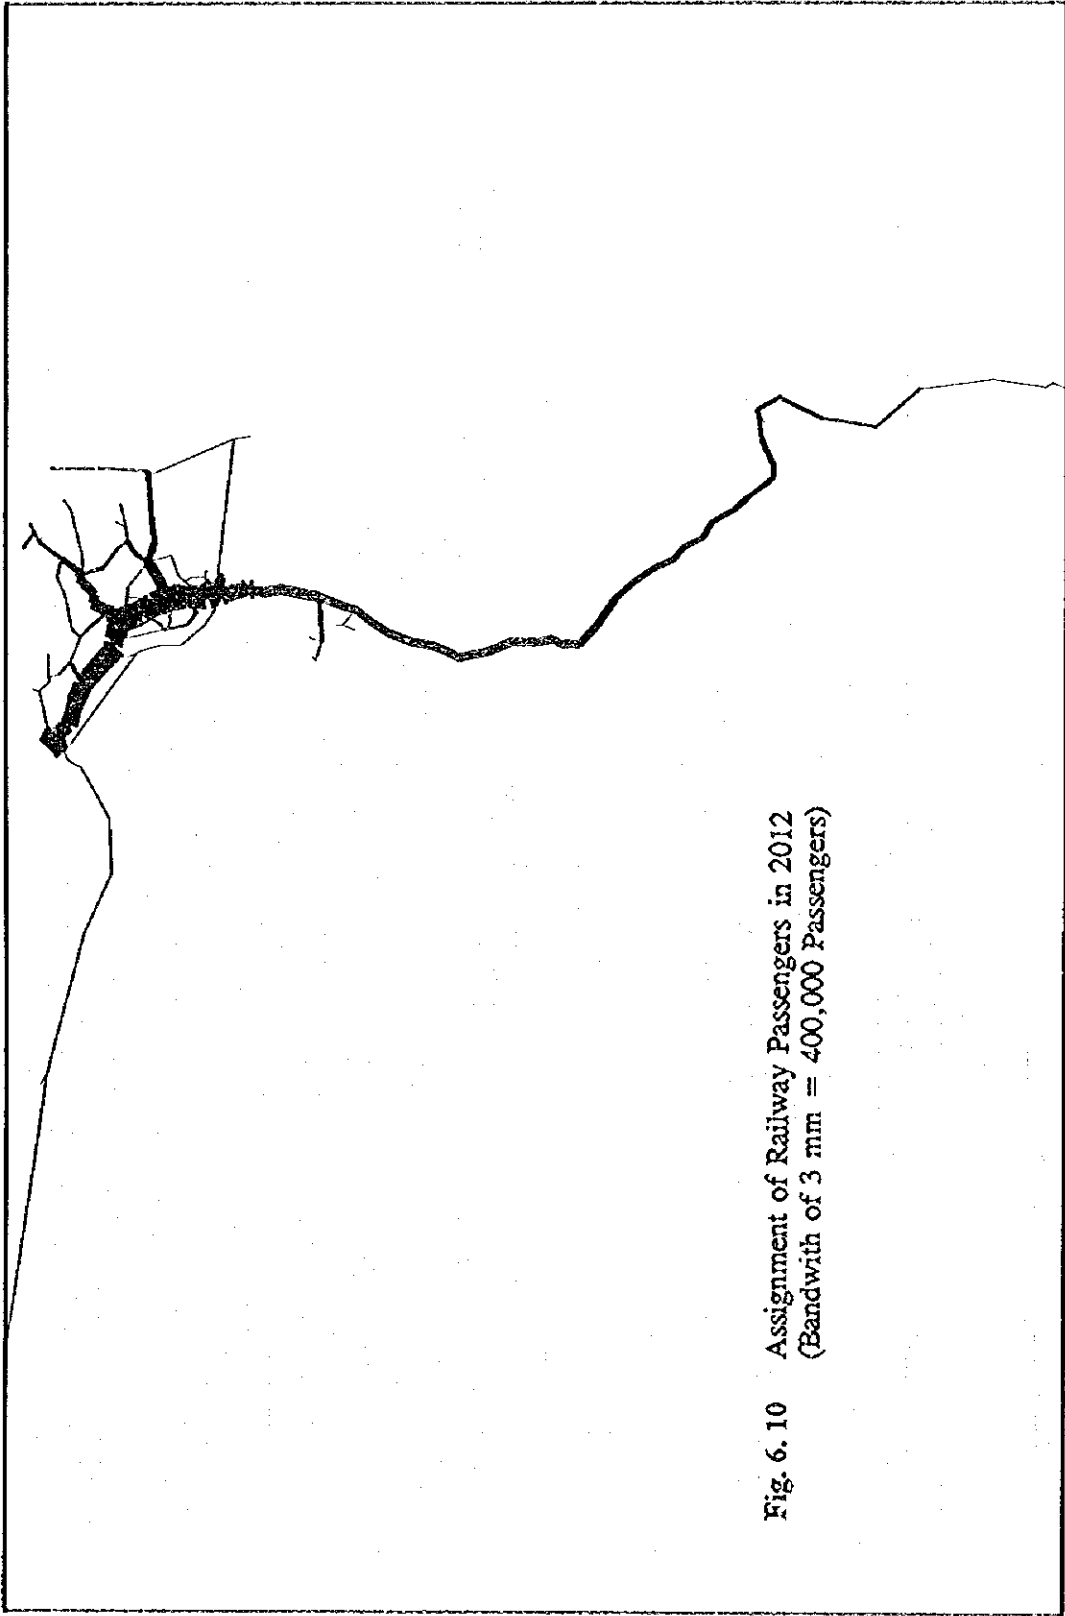 Fig. 6. 10 Assignment of Railway Passengers in 2012
(Bandwith of 3 mm = 400,000 Passengers)